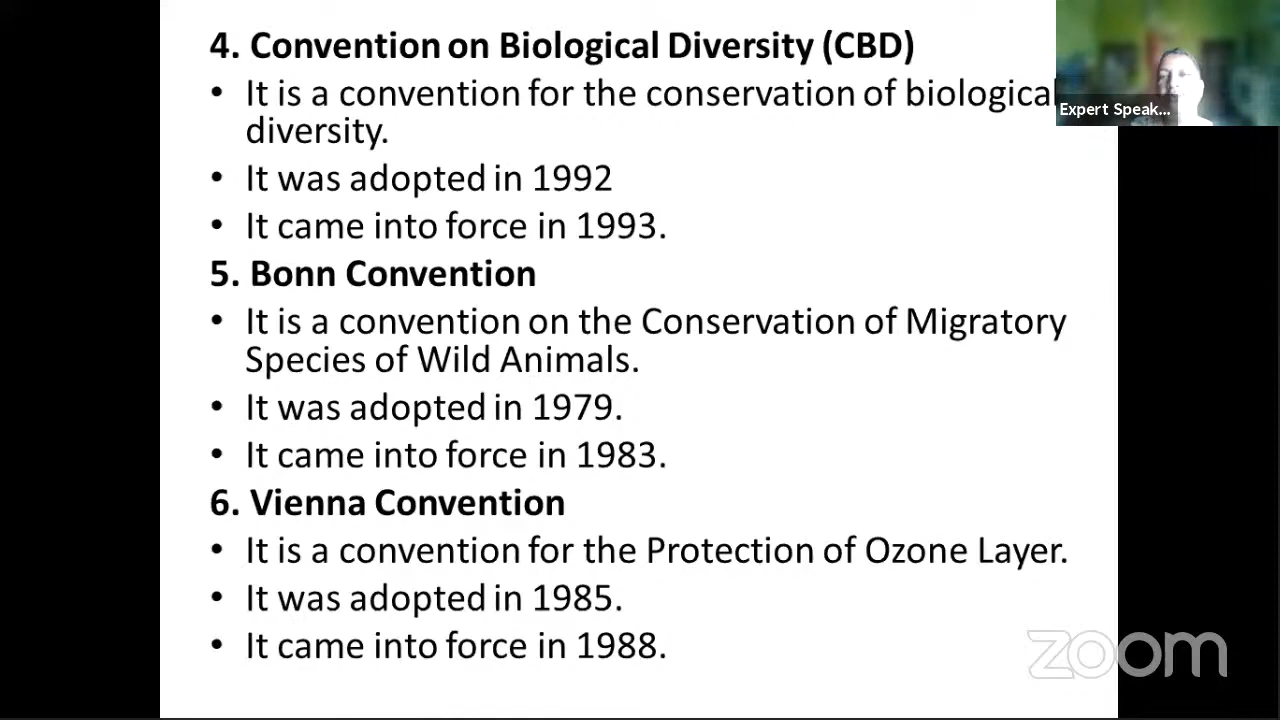 4. Convention on Biological Diversity (CBD)
• It is a convention for the conservation of biological
diversity.
• It was adopted in 1992
• It came into force in 1993.
5. Bonn Convention
• It is a convention on the Conservation of Migratory
Species of Wild Animals.
• It was adopted in 1979.
• It came into force in 1983.
6. Vienna Convention
• It is a convention for the Protection of Ozone Layer.
• It was adopted in 1985.
• It came into force in 1988.
Expert Speak...
zoom